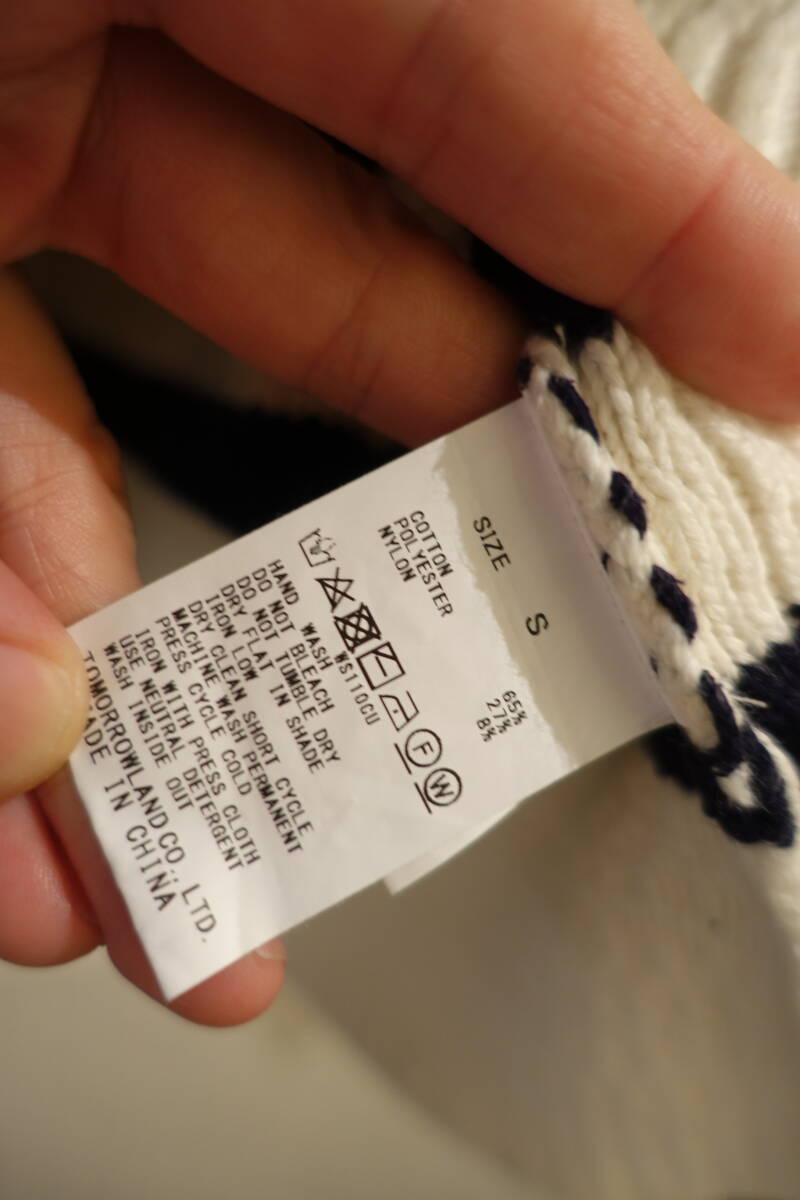 SIZE S
COTTON 65%
POLYESTER 27%
NYLON 8%
F W
WS110CU
HAND WASH
DO NOT BLEACH
DO NOT TUMBLE DRY
DRY FLAT IN SHADE
IRON LOW
DRY CLEAN SHORT CYCLE
MACHINE WASH PERMANENT
PRESS CYCLE COLD
IRON WITH PRESS CLOTH
USE NEUTRAL DETERGENT
WASH INSIDE OUT
TOMORROWLAND CO., LTD.
MADE IN CHINA